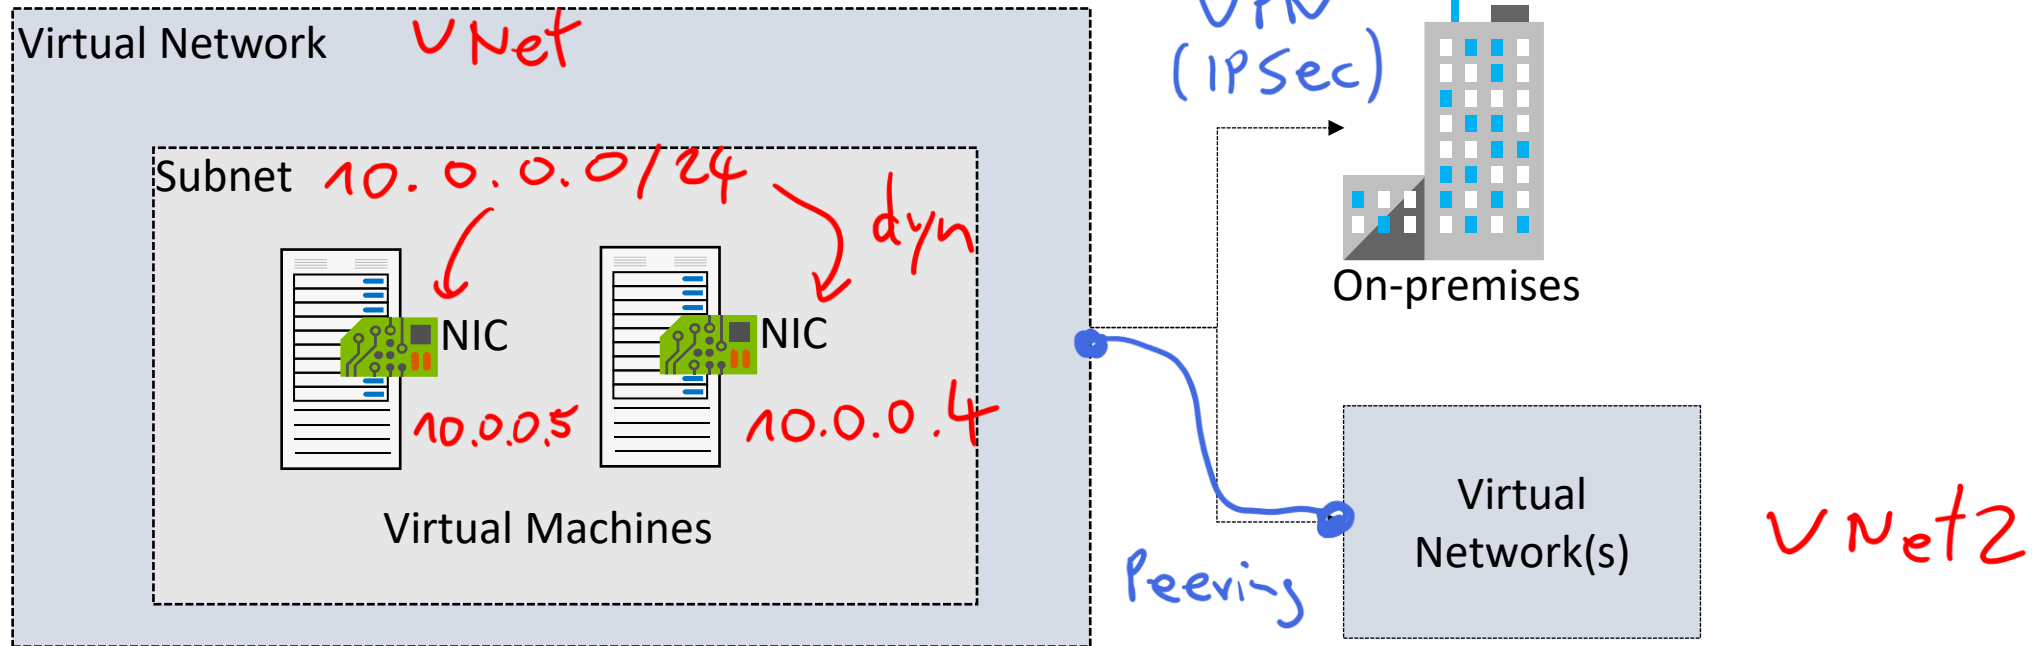 Virtual Network VNet
VPN
(IPSec)
Subnet 10.0.0.0/24
dyn
NIC
NIC
10.0.0.5
10.0.0.4
Virtual Machines
On-premises
Virtual
Network(s)
VNet2
Peering